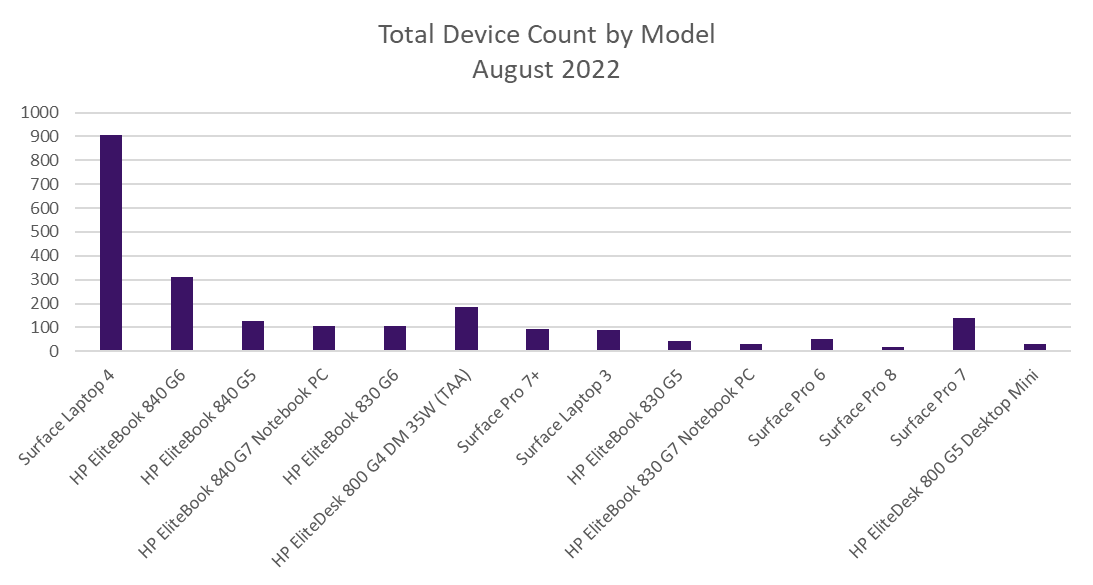 Total Device Count by Model
August 2022
1000
900
800
700
600
500
400
300
200
100
0
Surface Laptop 4
HP EliteBook 840 G6
HP EliteBook 840 G5
HP EliteBook 840 G7 Notebook PC
HP EliteBook 830 G6
HP EliteDesk 800 G4 DM 35W (TAA)
Surface Pro 7+
Surface Laptop 3
HP EliteBook 830 G5
HP EliteBook 830 G7 Notebook PC
Surface Pro 6
Surface Pro 8
Surface Pro 7
HP EliteDesk 800 G5 Desktop Mini